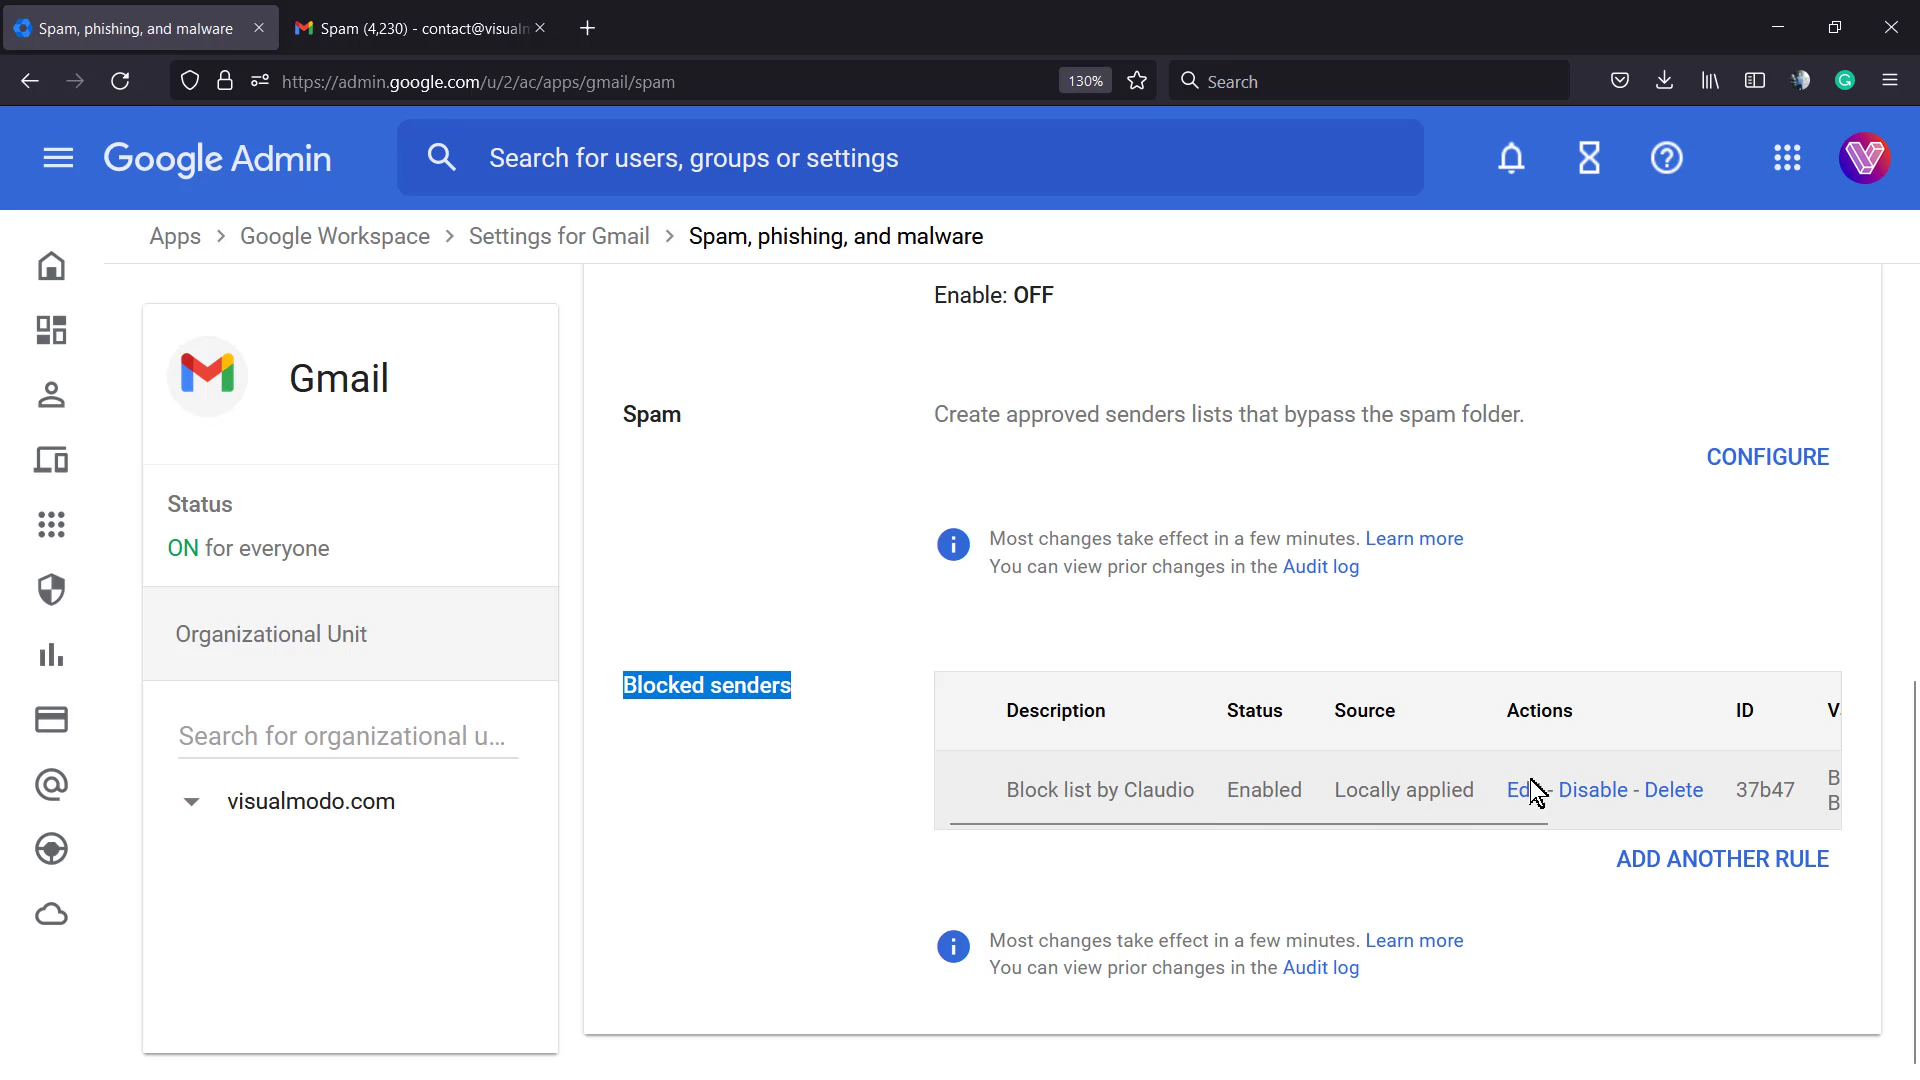 Spam, phishing, and malware
Spam (4,230) - contact@visualm
https://admin.google.com/u/2/ac/apps/gmail/spam
130%
Search
Google Admin
Search for users, groups or settings
Apps > Google Workspace > Settings for Gmail > Spam, phishing, and malware
Gmail
Status
ON for everyone
Organizational Unit
Search for organizational u...
visualmodo.com
Enable: OFF
Spam
Create approved senders lists that bypass the spam folder.
CONFIGURE
Most changes take effect in a few minutes. Learn more
You can view prior changes in the Audit log
Blocked senders
Description Status Source Actions ID V
Block list by Claudio Enabled Locally applied Ed - Disable - Delete 37b47 B
B
ADD ANOTHER RULE
Most changes take effect in a few minutes. Learn more
You can view prior changes in the Audit log